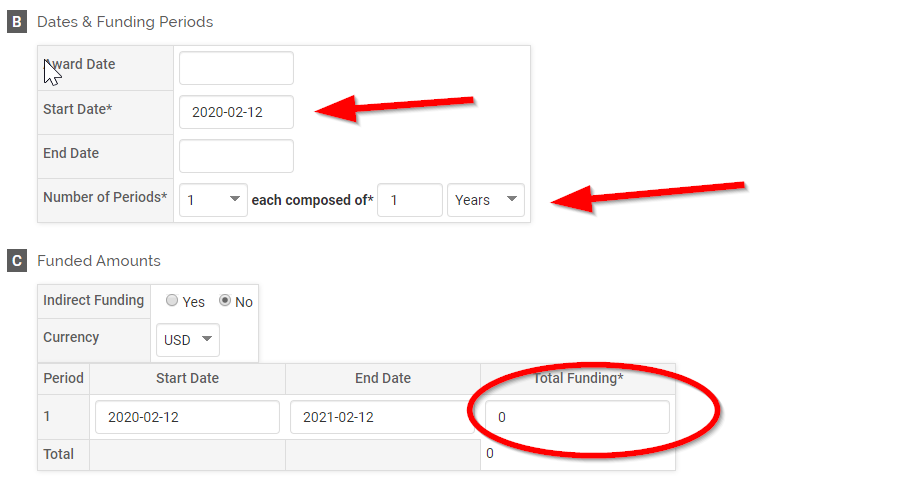 B Dates & Funding Periods
Award Date
Start Date* 2020-02-12
End Date
Number of Periods* 1 each composed of* 1 Years
C Funded Amounts
Indirect Funding Yes No
Currency USD
Period Start Date End Date Total Funding*
1 2020-02-12 2021-02-12 0
Total 0